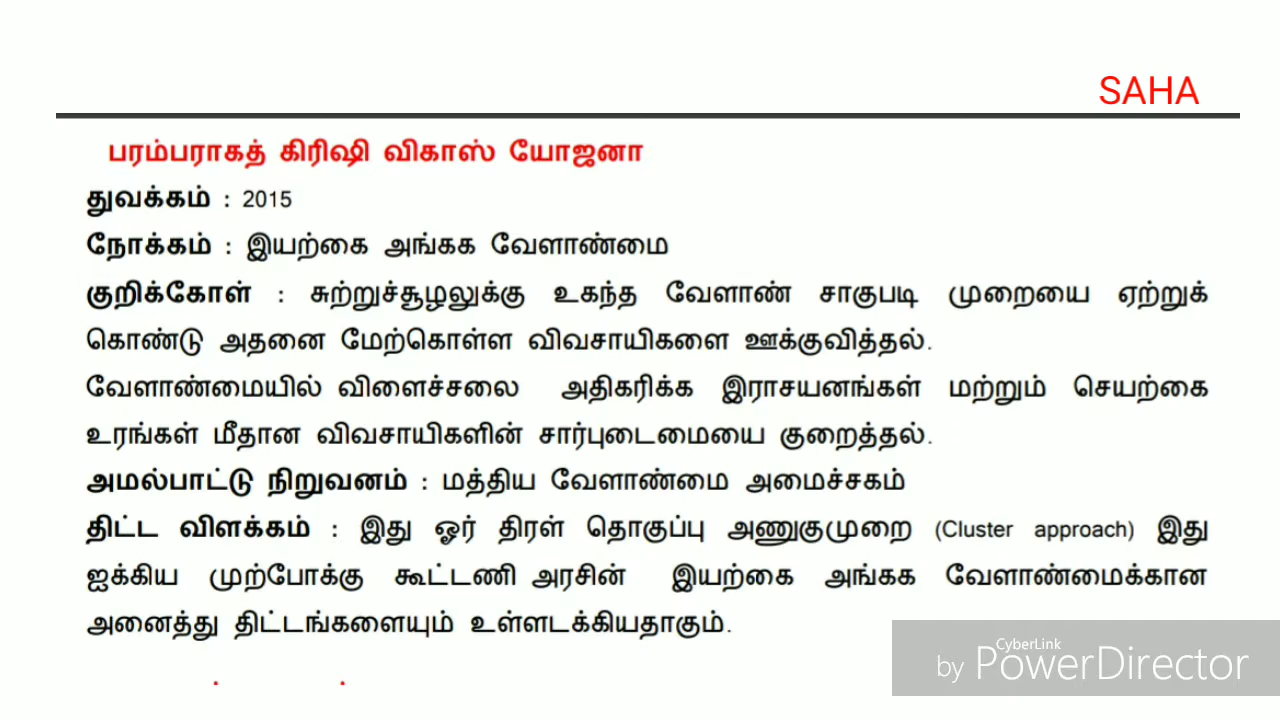 SAHA
பரம்பராகத் கிரிஷி விகாஸ் யோஜனா
துவக்கம் : 2015
நோக்கம் : இயற்கை அங்கக வேளாண்மை
குறிக்கோள் : சுற்றுச்சூழலுக்கு உகந்த வேளாண் சாகுபடி முறையை ஏற்றுக்
கொண்டு அதனை மேற்கொள்ள விவசாயிகளை ஊக்குவித்தல்.
வேளாண்மையில் விளைச்சலை அதிகரிக்க இராசயனங்கள் மற்றும் செயற்கை
உரங்கள் மீதான விவசாயிகளின் சார்புடைமையை குறைத்தல்.
அமல்பாட்டு நிறுவனம் : மத்திய வேளாண்மை அமைச்சகம்
திட்ட விளக்கம் : இது ஓர் திரள் தொகுப்பு அணுகுமுறை (Cluster approach) இது
ஐக்கிய முற்போக்கு கூட்டணி அரசின் இயற்கை அங்கக வேளாண்மைக்கான
அனைத்து திட்டங்களையும் உள்ளடக்கியதாகும்.
CyberLink
by PowerDirector